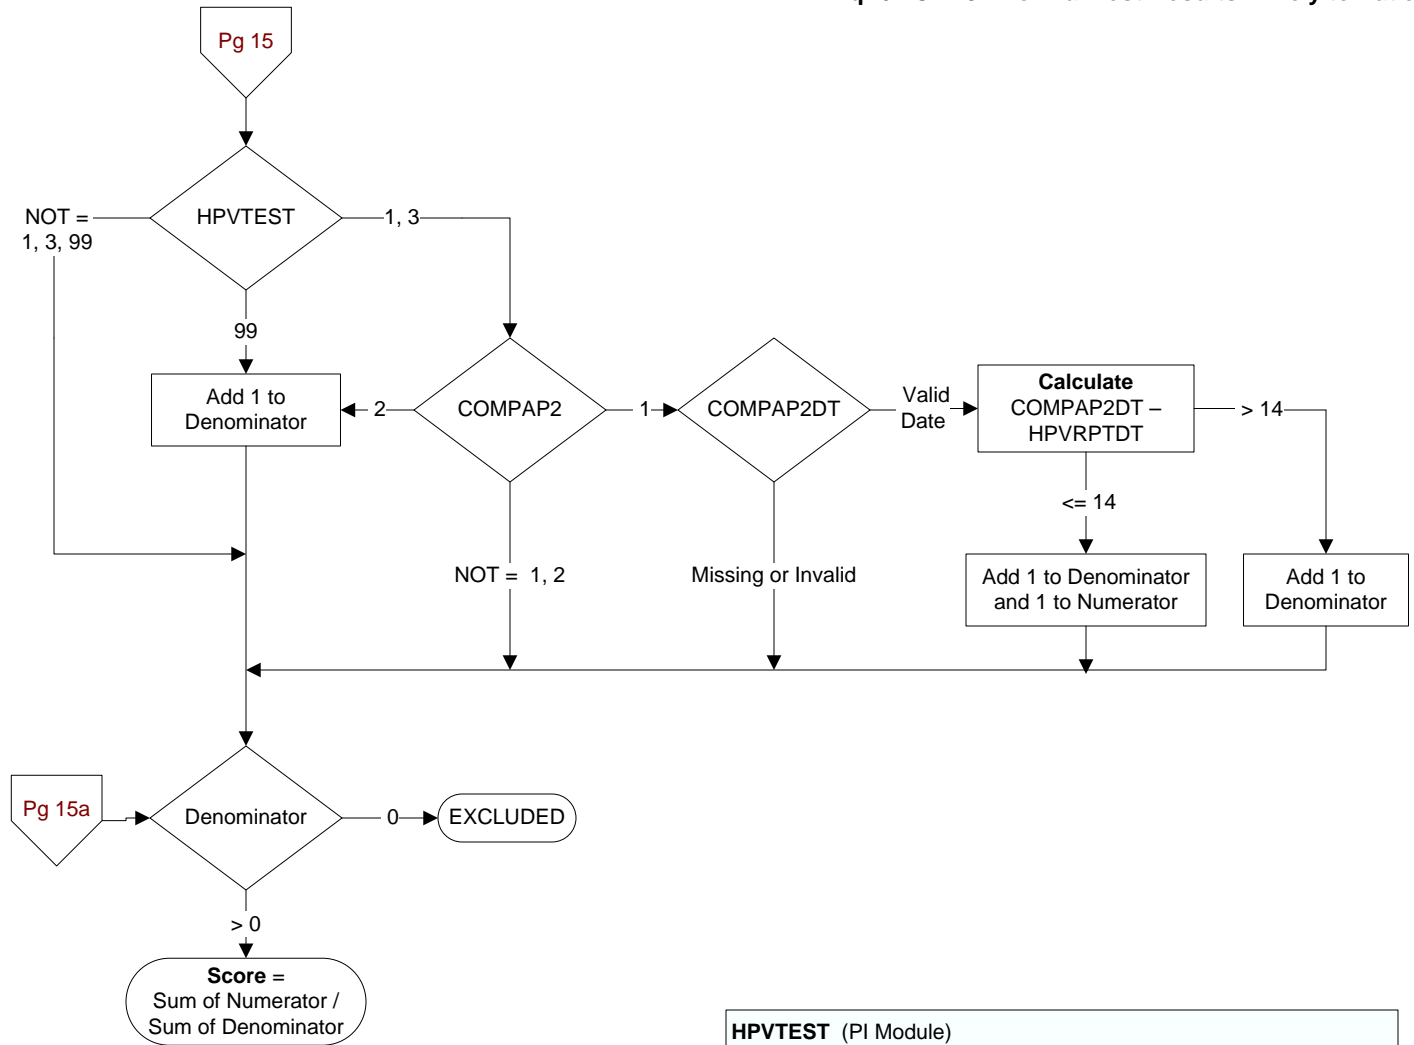 Pg 15
HPVTEST
NOT =
1, 3, 99
1, 3
99
Add 1 to
Denominator
2
COMPAP2
1
COMPAP2DT
Valid
Date
Calculate
COMPAP2DT –
HPVRPTDT
> 14
<= 14
NOT = 1, 2
Missing or Invalid
Add 1 to Denominator
and 1 to Numerator
Add 1 to
Denominator
Pg 15a
Denominator
0
EXCLUDED
> 0
Score =
Sum of Numerator /
Sum of Denominator
HPVTEST (PI Module)